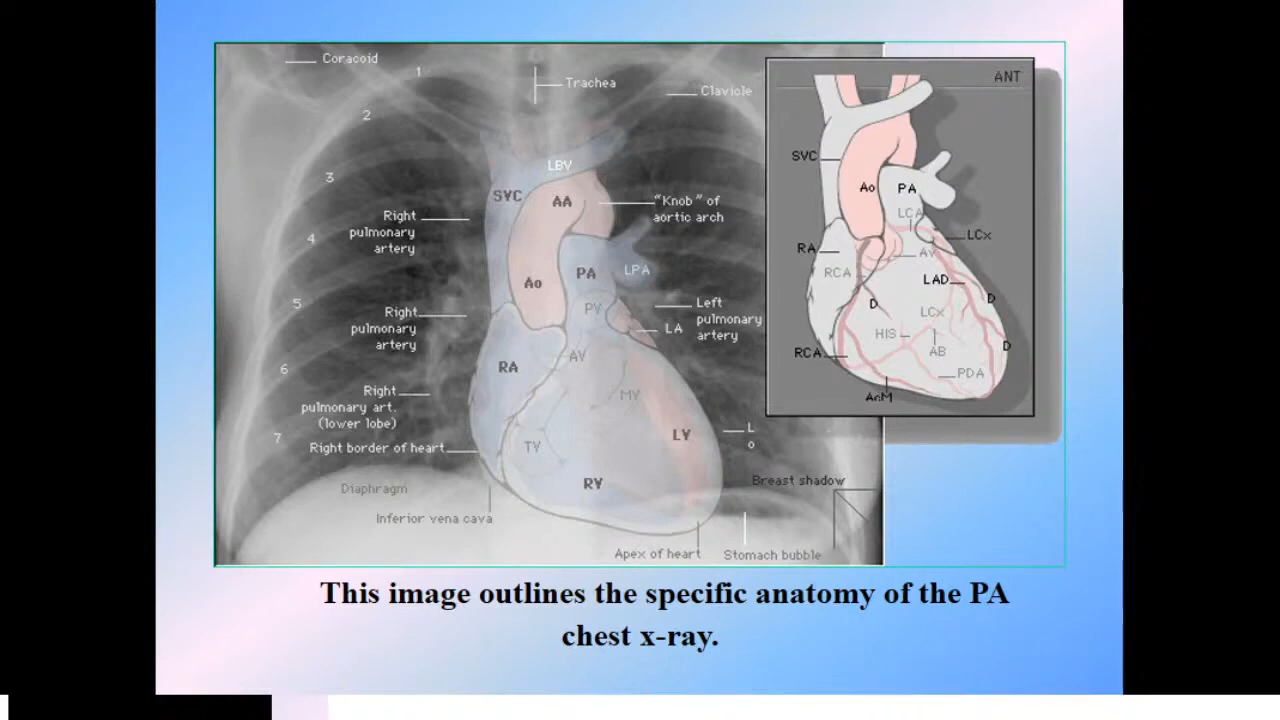 Coracoid
1
Trachea
Clavicle
2
LBV
3
SVC
AA
"Knob" of
aortic arch
Right
pulmonary
artery
4
PA
LPA
Ao
5
PV
Left
pulmonary
artery
Right
pulmonary
artery
LA
AV
6
RA
MV
Right
pulmonary art.
(lower lobe)
7
L
o
LV
Right border of heart
TV
RV
Breast shadow
Diaphragm
Inferior vena cava
Apex of heart
Stomach bubble
ANT
SVC
Ao
PA
LCA
LCx
RA
AV
RCA
LAD
D
D
LCx
HIS
D
RCA
AB
PDA
AcM
This image outlines the specific anatomy of the PA
chest x-ray.